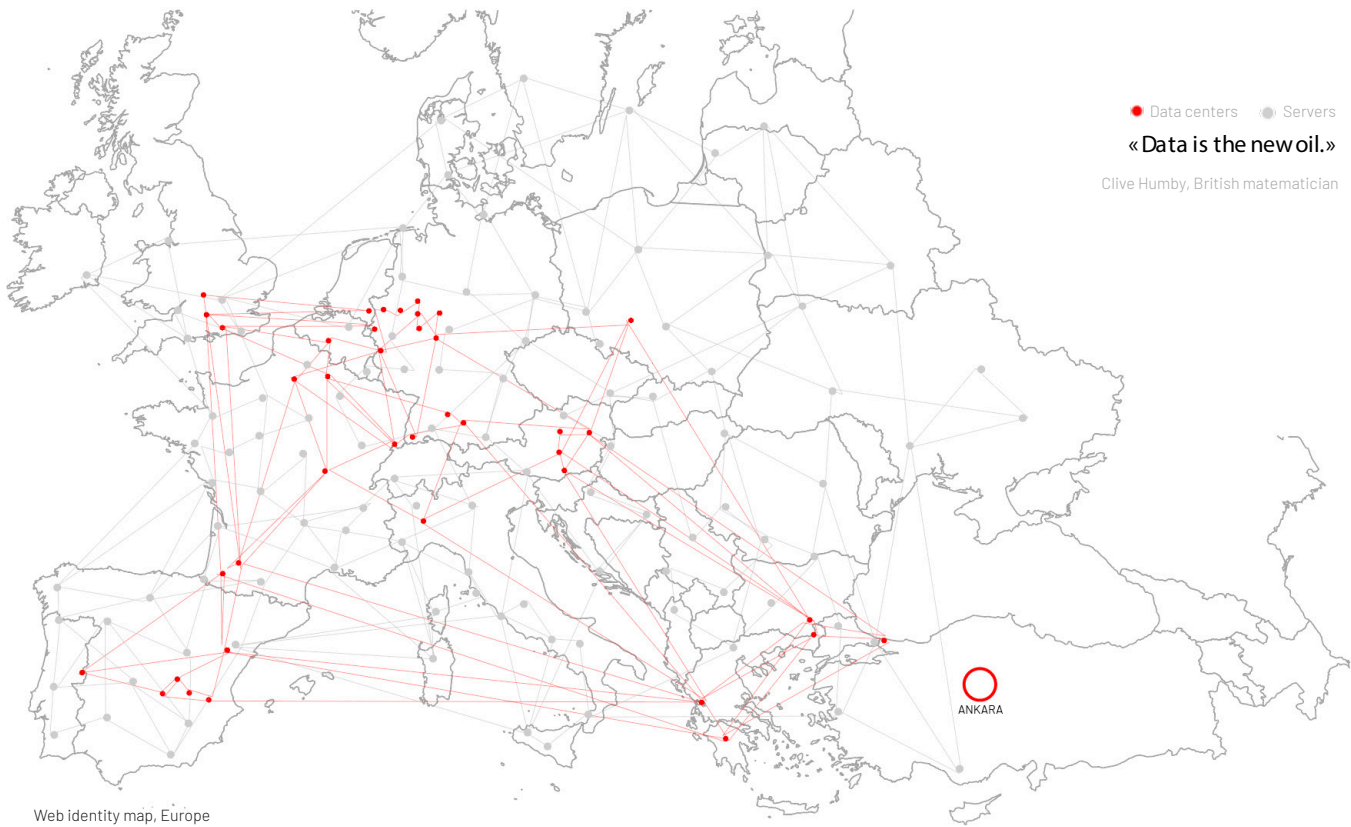 Data centers Servers
«Data is the new oil.»
Clive Humby, British matematician
ANKARA
Web identity map, Europe